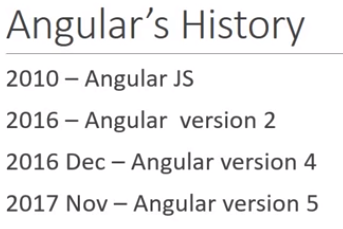 Angular's History
2010 – Angular JS
2016 – Angular version 2
2016 Dec – Angular version 4
2017 Nov – Angular version 5